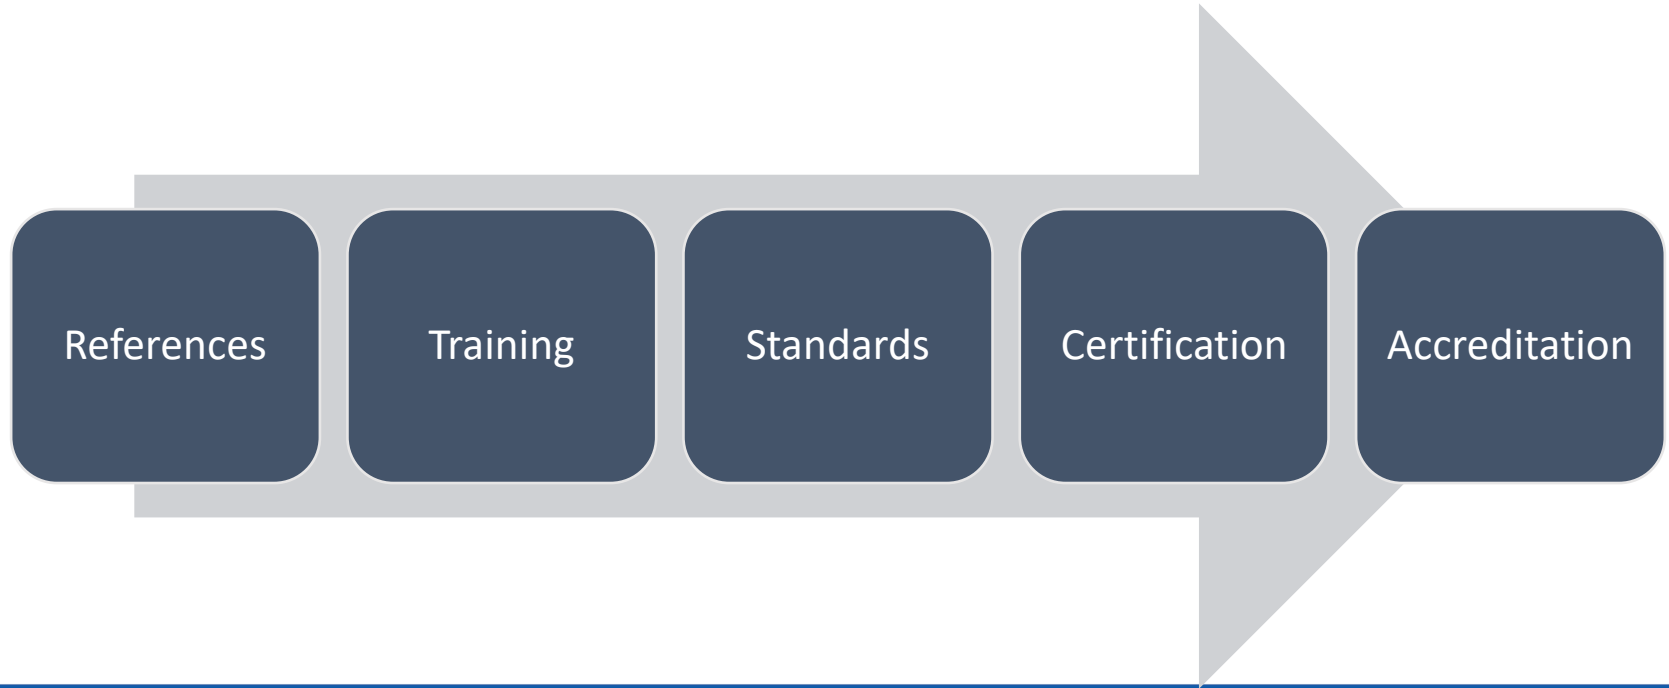 References
Training
Standards
Certification
Accreditation